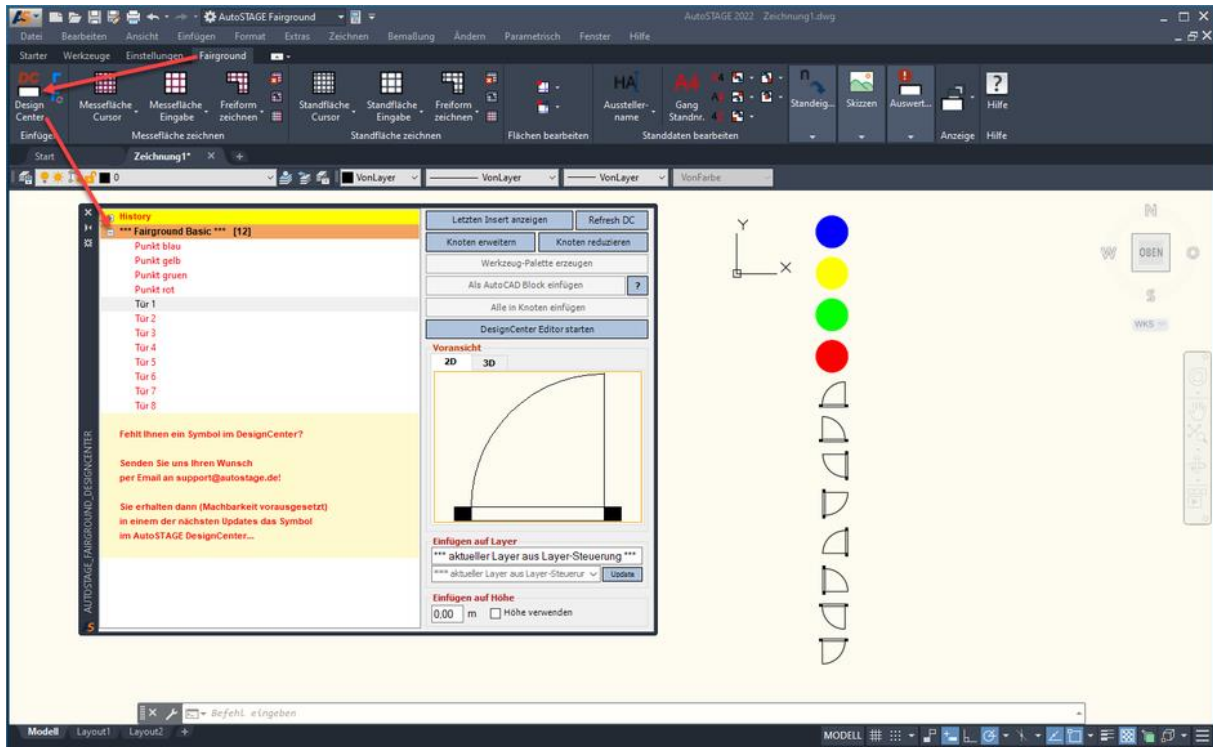 AutoSTAGE Fairground
AutoSTAGE 2022 Zeichnung1.dwg
Datei Bearbeiten Ansicht Einfügen Format Extras Zeichnen Bemaßung Ändern Parametrisch Fenster Hilfe
Starter Werkzeuge Einstellungen Fairground
DC
Design Center
Messefläche Cursor
Messefläche Eingabe
Freiform zeichnen
Standfläche Cursor
Standfläche Eingabe
Freiform zeichnen
HA
Aussteller-name
A4
Gang Standnr.
n
Standeig...
Skizzen
Auswert...
?
Hilfe
Einfügen Messefläche zeichnen Standfläche zeichnen Flächen bearbeiten Standdaten bearbeiten Anzeige Hilfe
Start Zeichnung1* × +
0 VonLayer VonLayer VonLayer VonFarbe
History
*** Fairground Basic *** [12]
Punkt blau
Punkt gelb
Punkt gruen
Punkt rot
Tür 1
Tür 2
Tür 3
Tür 4
Tür 5
Tür 6
Tür 7
Tür 8
Fehlt Ihnen ein Symbol im DesignCenter?
Senden Sie uns Ihren Wunsch
per Email an support@autostage.de!
Sie erhalten dann (Machbarkeit vorausgesetzt)
in einem der nächsten Updates das Symbol
im AutoSTAGE DesignCenter...
AUTOSTAGE_FAIRGROUND_DESIGNCENTER
Letzten Insert anzeigen Refresh DC
Knoten erweitern Knoten reduzieren
Werkzeug-Palette erzeugen
Als AutoCAD Block einfügen ?
Alle in Knoten einfügen
DesignCenter Editor starten
Voransicht
2D 3D
Einfügen auf Layer
*** aktueller Layer aus Layer-Steuerung ***
*** aktueller Layer aus Layer-Steuerur Update
Einfügen auf Höhe
0,00 m Höhe verwenden
Y
X
N
W OBEN O
S
WKS
Befehl eingeben
Modell Layout1 Layout2 +
MODELL